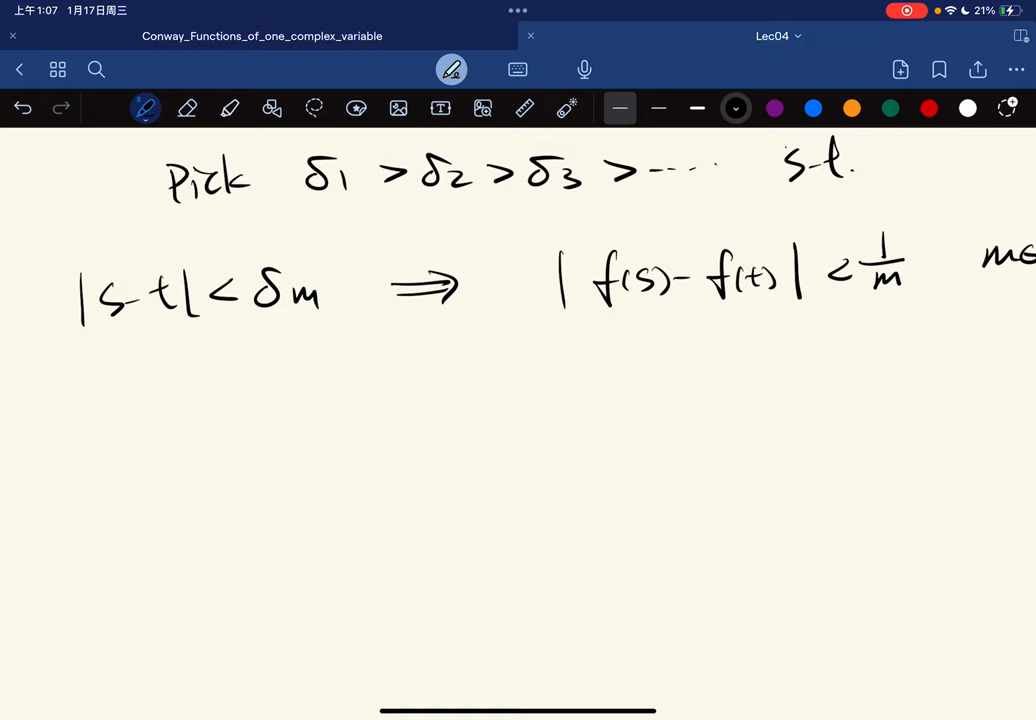 上午1:07 1月17日周三 21%
Conway_Functions_of_one_complex_variable Lec04
Pick δ1 > δ2 > δ3 > ---- s-t.
|s-t| < δm ⟹ | f(s) - f(t) | < 1/m m∈